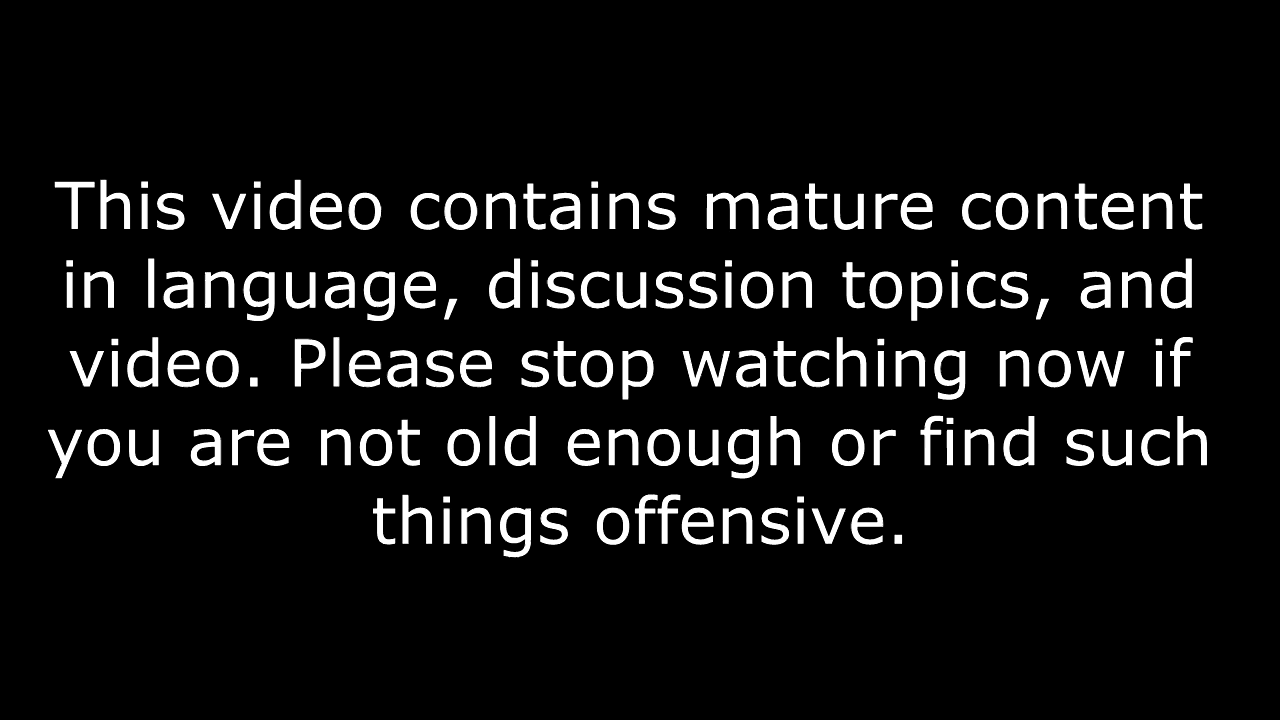 This video contains mature content
in language, discussion topics, and
video. Please stop watching now if
you are not old enough or find such
things offensive.